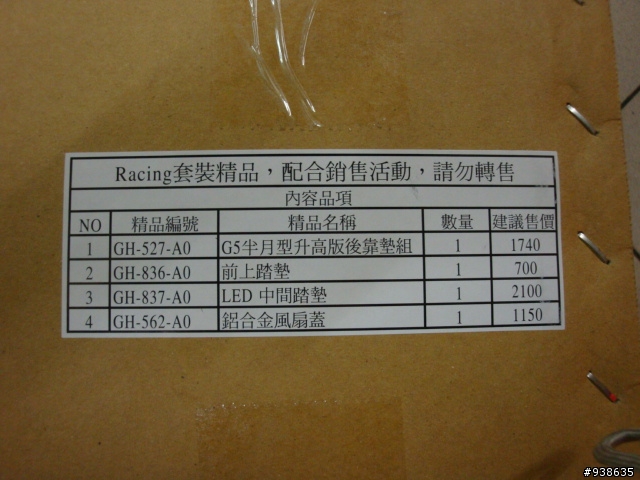 Racing套裝精品，配合銷售活動，請勿轉售
內容品項
NO 精品編號 精品名稱 數量 建議售價
1 GH-527-A0 G5半月型升高版後靠墊組 1 1740
2 GH-836-A0 前上踏墊 1 700
3 GH-837-A0 LED 中間踏墊 1 2100
4 GH-562-A0 鋁合金風扇蓋 1 1150
#938635